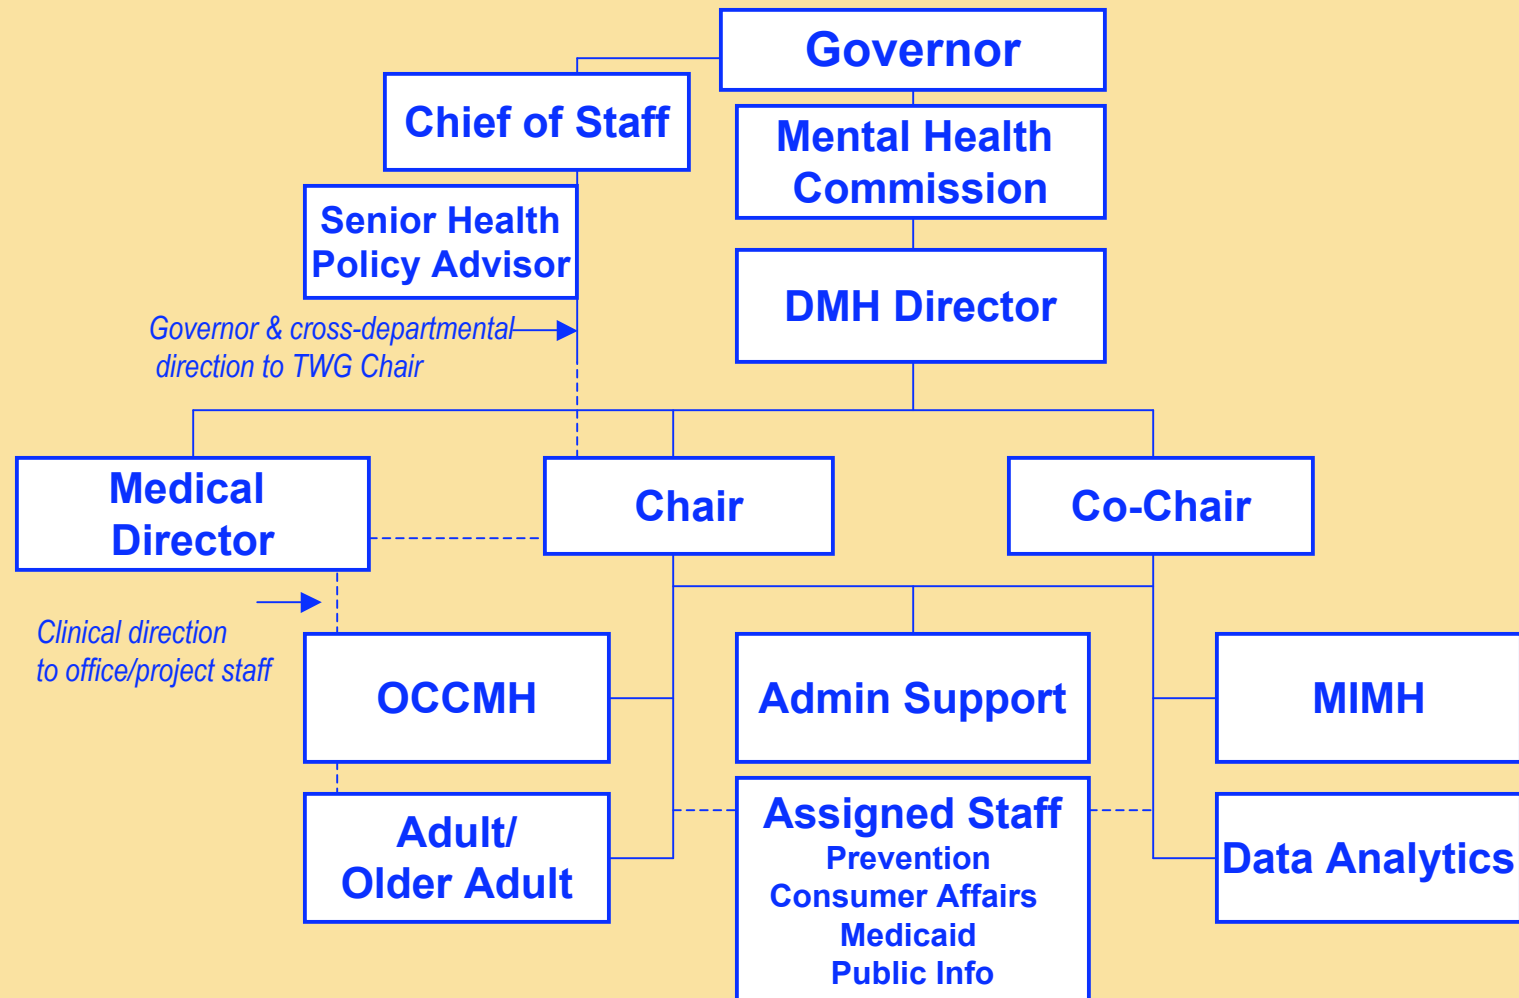 Governor
Chief of Staff
Mental Health
Commission
Senior Health
Policy Advisor
DMH Director
Governor & cross-departmental
direction to TWG Chair
Medical
Director
Chair
Co-Chair
Clinical direction
to office/project staff
OCCMH
Admin Support
MIMH
Adult/
Older Adult
Assigned Staff
Prevention
Consumer Affairs
Medicaid
Public Info
Data Analytics